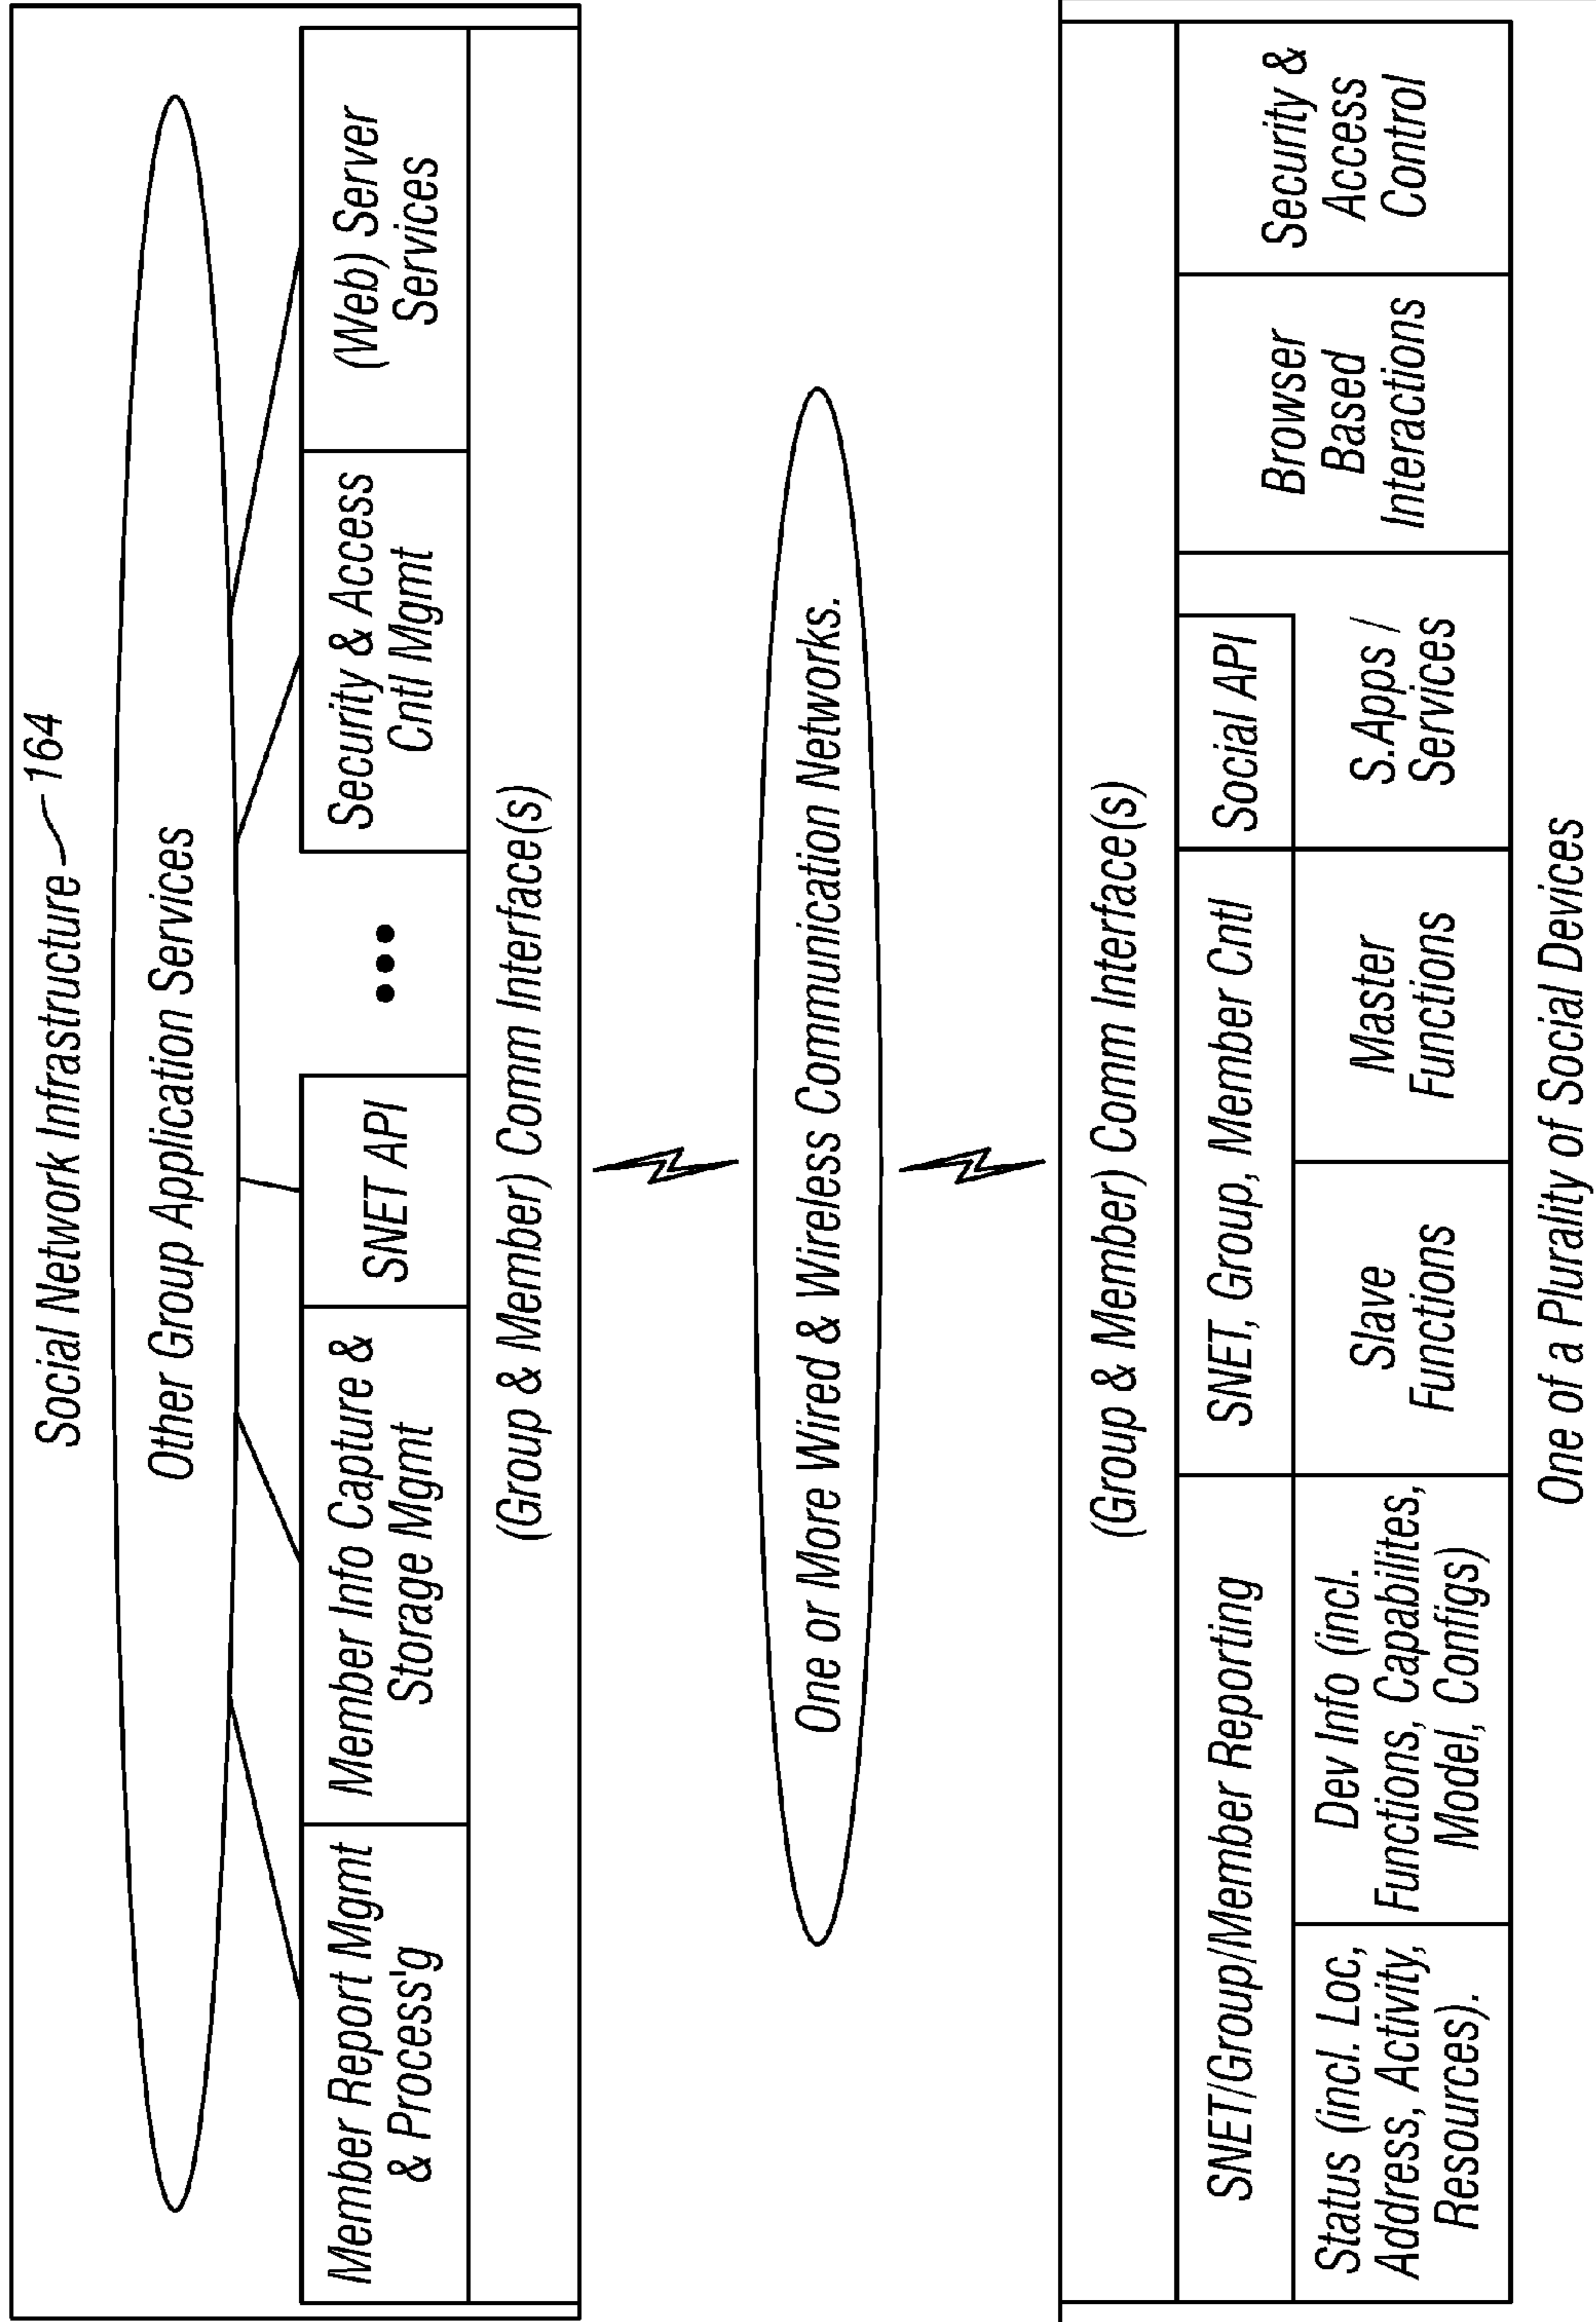 Social Network Infrastructure 164
Other Group Application Services
Member Report Mgmt
& Process'g
Member Info Capture &
Storage Mgmt
SNET API
•••
Security & Access
Cntl Mgmt
(Web) Server
Services
(Group & Member) Comm Interface(s)
One or More Wired & Wireless Communication Networks.
(Group & Member) Comm Interface(s)
SNET/Group/Member Reporting
SNET, Group, Member Cntl
Social API
Status (incl. Loc,
Address, Activity,
Resources).
Dev Info (incl.
Functions, Capabilites,
Model, Configs)
Slave
Functions
Master
Functions
S.Apps /
Services
Browser
Based
Interactions
Security &
Access
Control
One of a Plurality of Social Devices